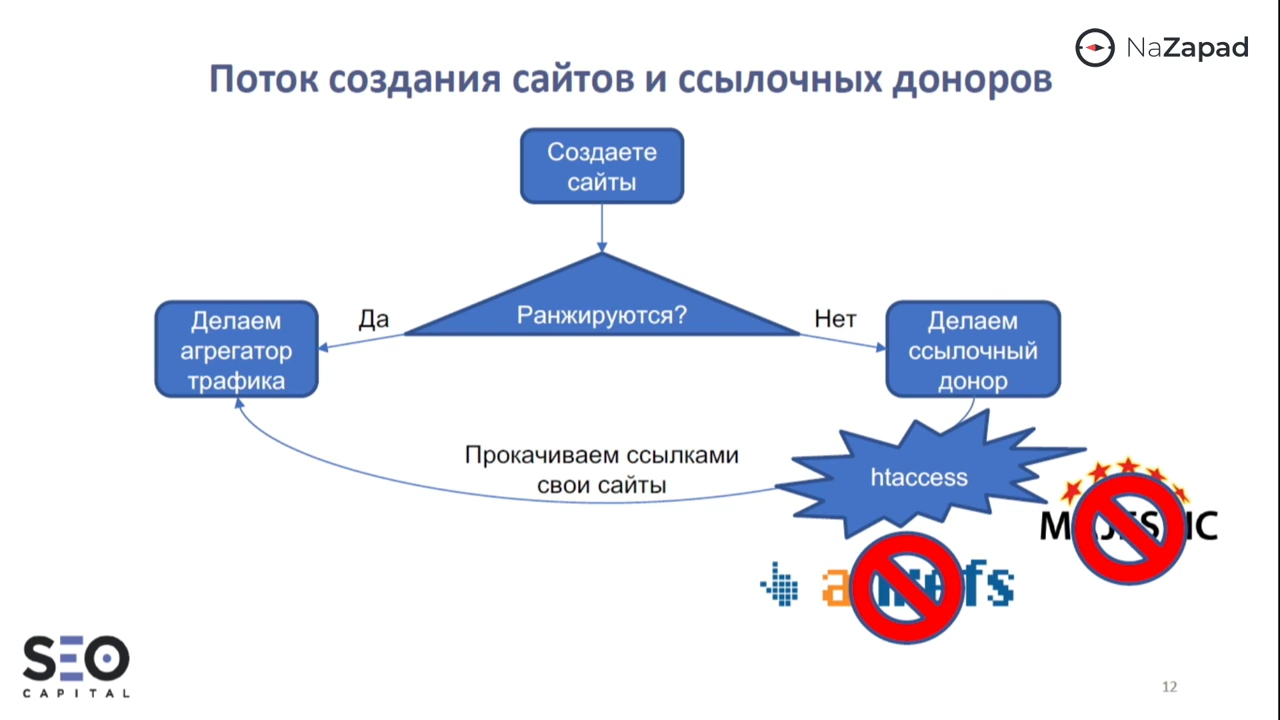 NaZapad
Поток создания сайтов и ссылочных доноров
Создаете
сайты
Ранжируются?
Да
Нет
Делаем
агрегатор
трафика
Делаем
ссылочный
донор
Прокачиваем ссылками
свои сайты
htaccess
MAJESTIC
ahrefs
SEO
CAPITAL
12